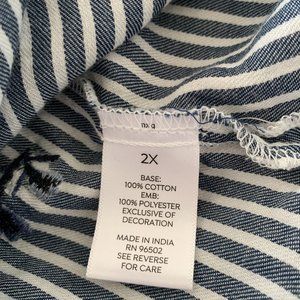 2X
BASE:
100% COTTON
EMB:
100% POLYESTER
EXCLUSIVE OF
DECORATION
MADE IN INDIA
RN 96502
SEE REVERSE
FOR CARE